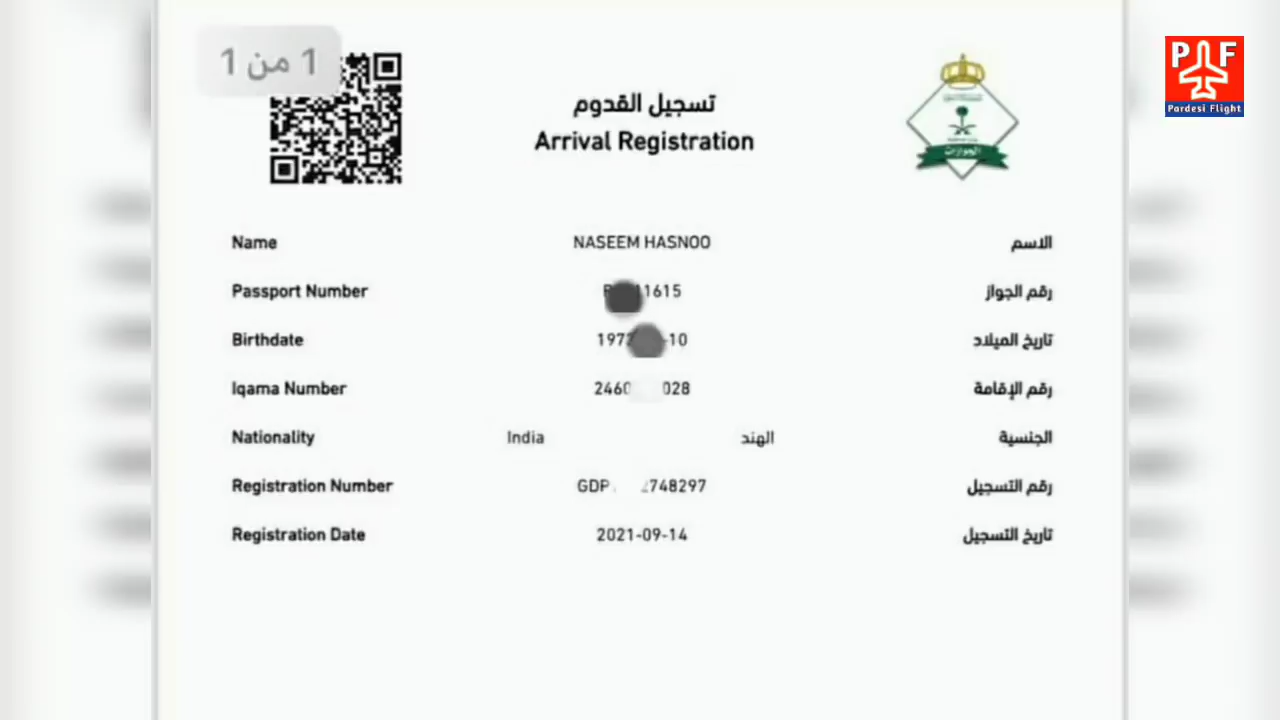 1 من 1
P F
Pardesi Flight
تسجيل القدوم
Arrival Registration
الجوازات
Name NASEEM HASNOO الاسم
Passport Number 11615 رقم الجواز
Birthdate 197 -10 تاريخ الميلاد
Iqama Number 2460 028 رقم الإقامة
Nationality India الهند الجنسية
Registration Number GDP 748297 رقم التسجيل
Registration Date 2021-09-14 تاريخ التسجيل